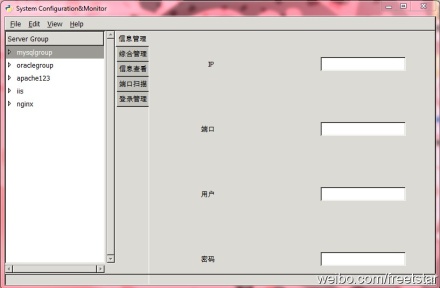 System Configuration&Monitor
File Edit View Help
Server Group
mysqlgroup
oraclegroup
apache123
iis
nginx
信息管理
综合管理
信息查看
端口扫描
登录管理
IP
端口
用户
密码
weibo.com/freetstar